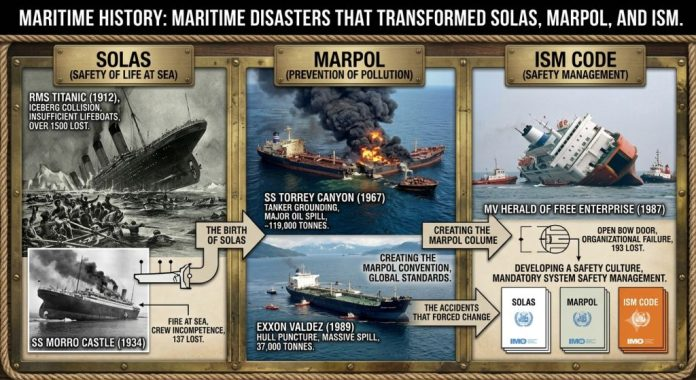 MARITIME HISTORY: MARITIME DISASTERS THAT TRANSFORMED SOLAS, MARPOL, AND ISM.
SOLAS
(SAFETY OF LIFE AT SEA)
RMS TITANIC (1912),
ICEBERG COLLISION,
INSUFFICIENT LIFEBOATS,
OVER 1500 LOST.
THE BIRTH
OF SOLAS
FIRE AT SEA,
CREW INCOMPETENCE,
137 LOST.
SS MORRO CASTLE (1934)
MARPOL
(PREVENTION OF POLLUTION)
SS TORREY CANYON (1967)
TANKER GROUNDING,
MAJOR OIL SPILL,
~119,000 TONNES.
CREATING THE
MARPOL COLUME
CREATING THE
MARPOL CONVENTION,
GLOBAL STANDARDS.
EXXON VALDEZ (1989)
HULL PUNCTURE, MASSIVE SPILL,
37,000 TONNES.
THE ACCIDENTS
THAT FORCED CHANGE
ISM CODE
(SAFETY MANAGEMENT)
MV HERALD OF FREE ENTERPRISE (1987)
OPEN BOW DOOR,
ORGANIZATIONAL FAILURE,
193 LOST.
DEVELOPING A SAFETY CULTURE,
MANDATORY SYSTEM SAFETY MANAGEMENT.
SOLAS
IMO
MARPOL
IMO
ISM CODE
IMO